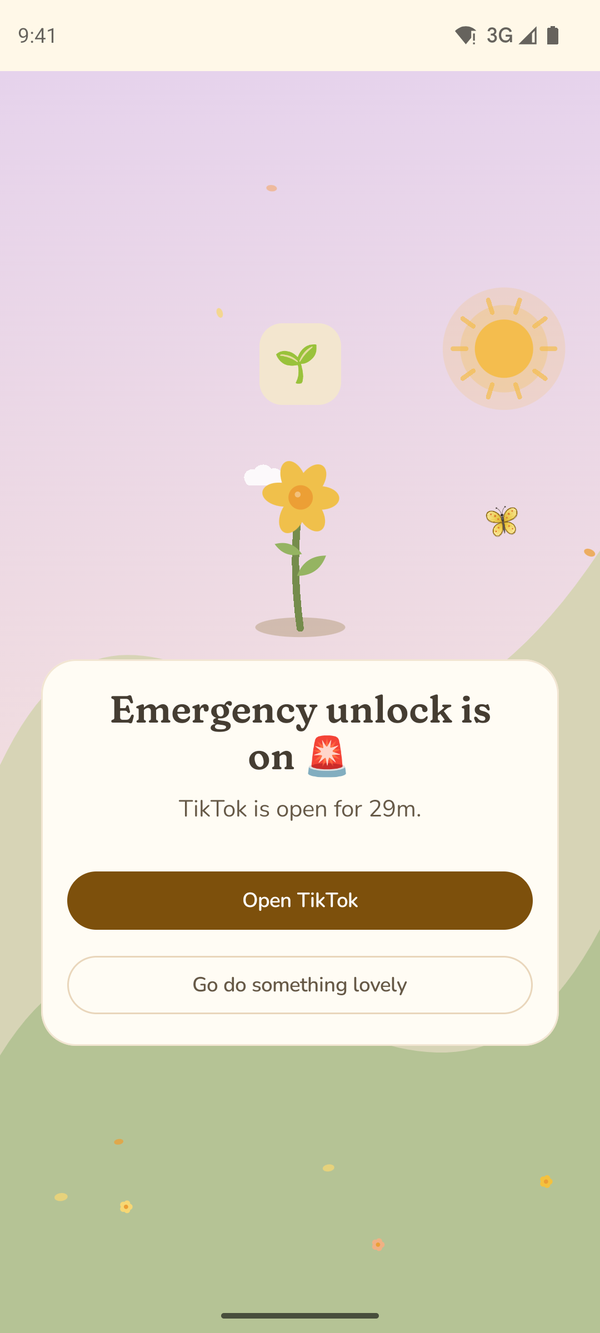 9:41
3G
Emergency unlock is
on 🚨
TikTok is open for 29m.
Open TikTok
Go do something lovely